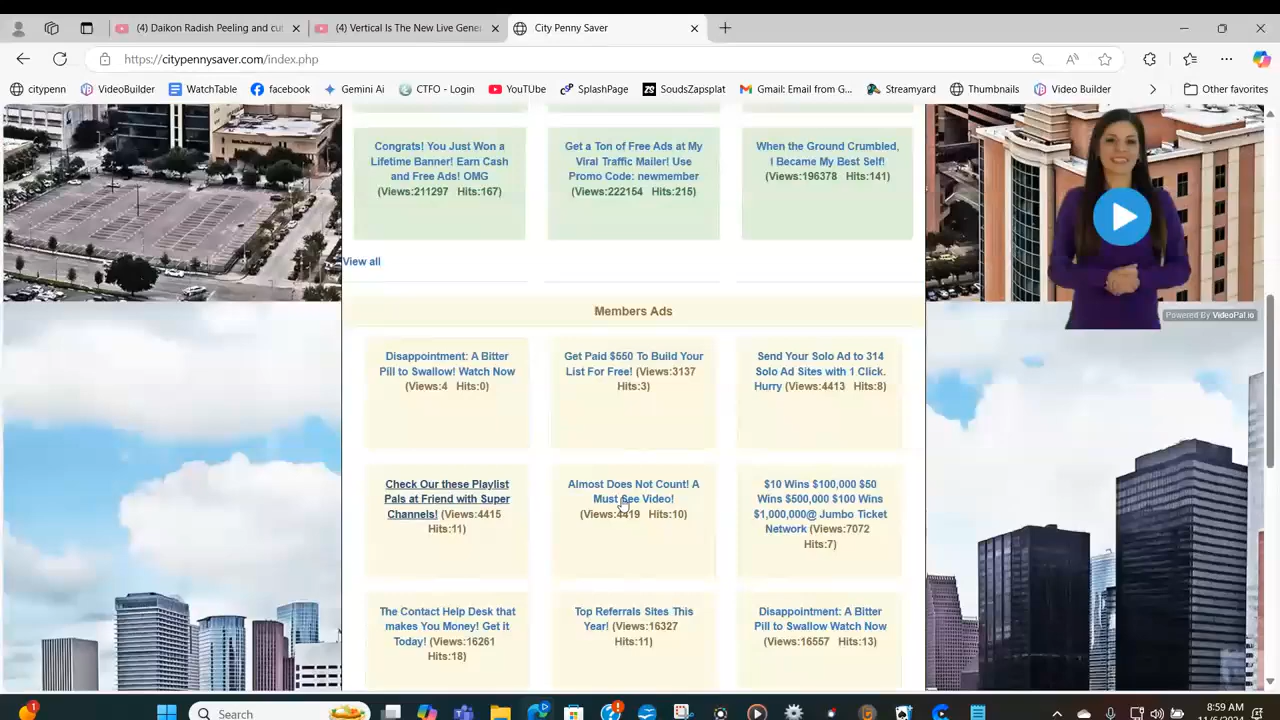 (4) Daikon Radish Peeling and cu
(4) Vertical Is The New Live Gener
City Penny Saver
https://citypennysaver.com/index.php
citypenn
VideoBuilder
WatchTable
facebook
Gemini Ai
CTFO - Login
YOUTube
SplashPage
SoudsZapsplat
Gmail: Email from G...
Streamyard
Thumbnails
Video Builder
Other favorites
Congrats! You Just Won a
Lifetime Banner! Earn Cash
and Free Ads! OMG
(Views:211297 Hits:167)
Get a Ton of Free Ads at My
Viral Traffic Mailer! Use
Promo Code: newmember
(Views:222154 Hits:215)
When the Ground Crumbled,
I Became My Best Self!
(Views:196378 Hits:141)
View all
Powered By VideoPal.io
Members Ads
Disappointment: A Bitter
Pill to Swallow! Watch Now
(Views:4 Hits:0)
Get Paid $550 To Build Your
List For Free! (Views:3137
Hits:3)
Send Your Solo Ad to 314
Solo Ad Sites with 1 Click.
Hurry (Views:4413 Hits:8)
Check Our these Playlist
Pals at Friend with Super
Channels! (Views:4415
Hits:11)
Almost Does Not Count! A
Must See Video!
(Views:4419 Hits:10)
$10 Wins $100,000 $50
Wins $500,000 $100 Wins
$1,000,000@ Jumbo Ticket
Network (Views:7072
Hits:7)
The Contact Help Desk that
makes You Money! Get it
Today! (Views:16261
Hits:18)
Top Referrals Sites This
Year! (Views:16327
Hits:11)
Disappointment: A Bitter
Pill to Swallow Watch Now
(Views:16557 Hits:13)
1
Search
8:59 AM